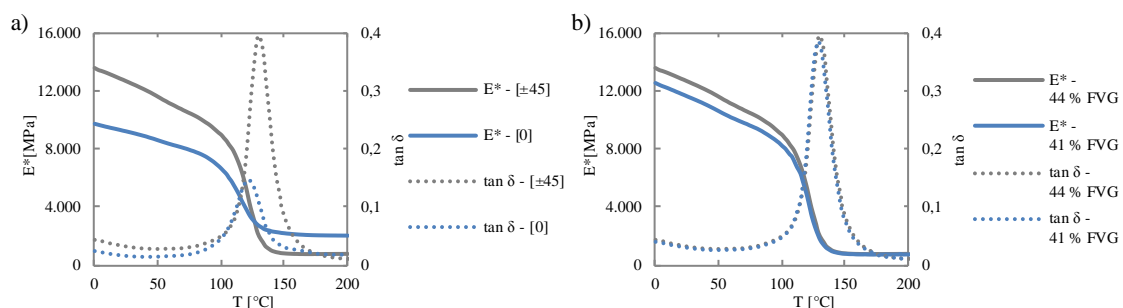 a)
16.000
12.000
8.000
4.000
0
E* [MPa]
0,4
0,3
0,2
0,1
0
tan δ
0
50
100
150
200
T [°C]
E* - [±45]
E* - [0]
tan δ - [±45]
tan δ - [0]
b)
16.000
12.000
8.000
4.000
0
E* [MPa]
0,4
0,3
0,2
0,1
0
tan δ
0
50
100
150
200
T [°C]
E* -
44 % FVG
E* -
41 % FVG
tan δ -
44 % FVG
tan δ -
41 % FVG